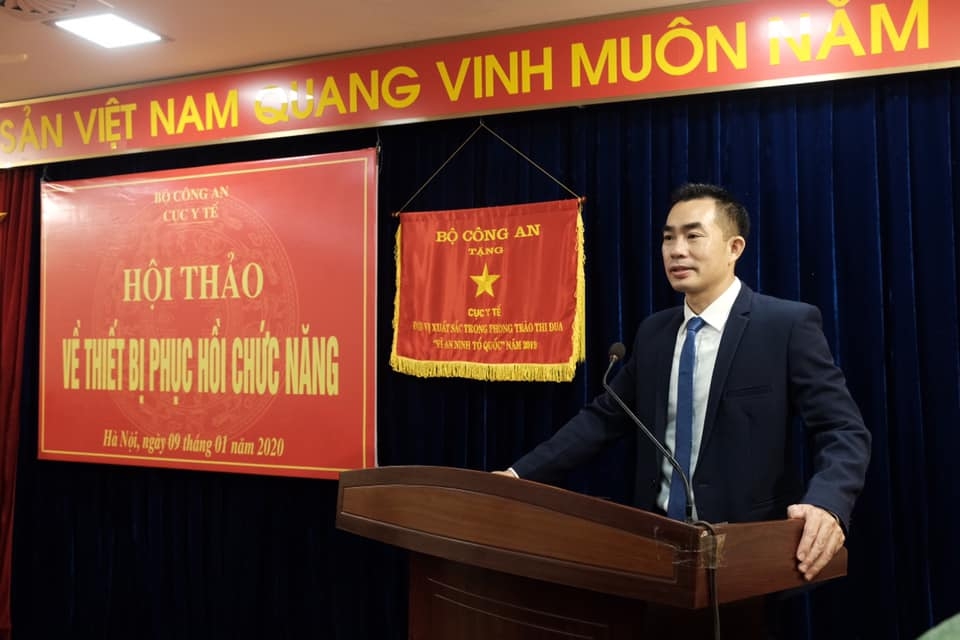 SẢN VIỆT NAM QUANG VINH MUÔN NĂM
BỘ CÔNG AN
CỤC Y TẾ
HỘI THẢO
VỀ THIẾT BỊ PHỤC HỒI CHỨC NĂNG
Hà Nội, ngày 09 tháng 01 năm 2020
BỘ CÔNG AN
TẶNG
CỤC Y TẾ
ĐƠN VỊ XUẤT SẮC TRONG PHONG TRÀO THI ĐUA
"VÌ AN NINH TỔ QUỐC" NĂM 2019